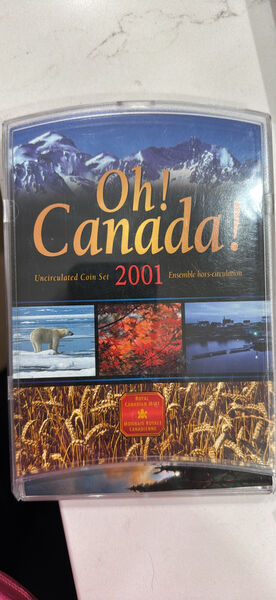 Oh!
Canada!
Uncirculated Coin Set 2001 Ensemble hors-circulation
ROYAL
CANADIAN MINT
MONNAIE ROYALE
CANADIENNE